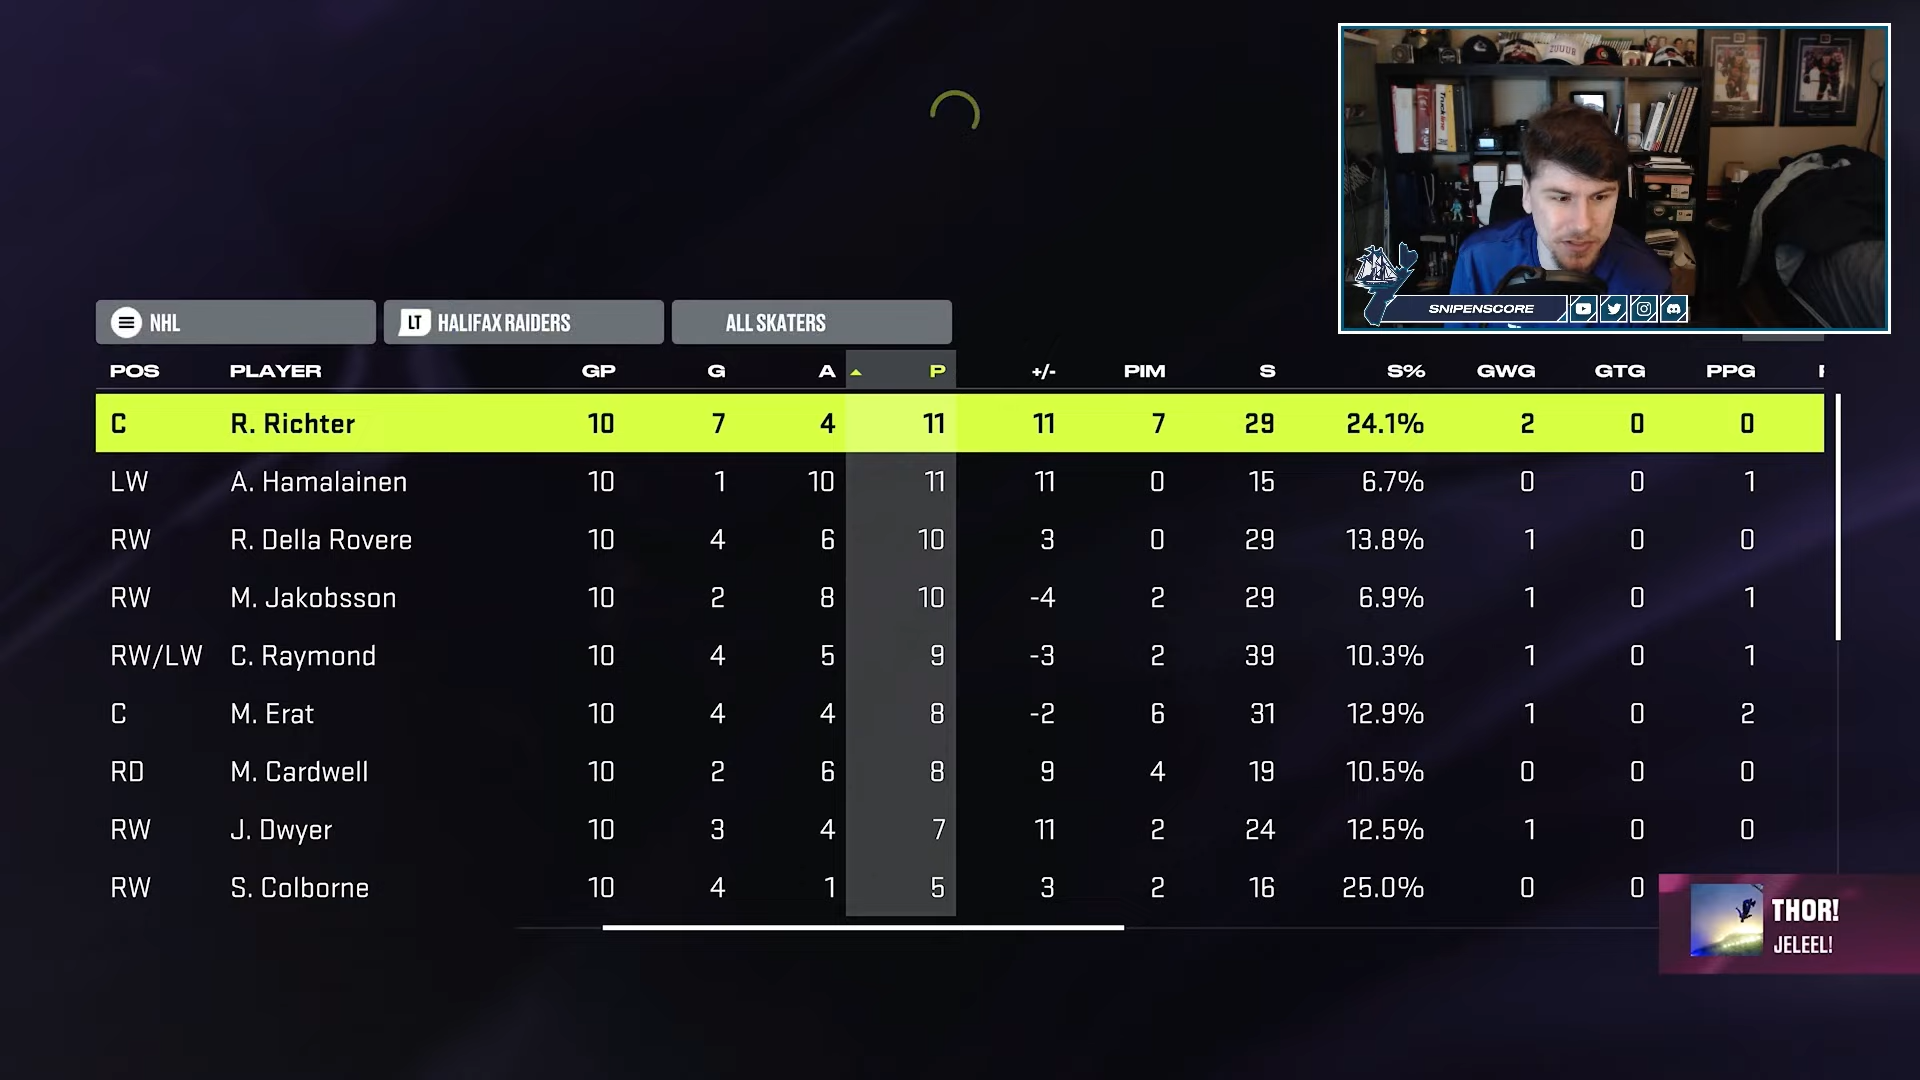 NHL LT HALIFAX RAIDERS ALL SKATERS
SNIPENSCORE
POS PLAYER GP G A P +/- PIM S S% GWG GTG PPG
C R. Richter 10 7 4 11 11 7 29 24.1% 2 0 0
LW A. Hamalainen 10 1 10 11 11 0 15 6.7% 0 0 1
RW R. Della Rovere 10 4 6 10 3 0 29 13.8% 1 0 0
RW M. Jakobsson 10 2 8 10 -4 2 29 6.9% 1 0 1
RW/LW C. Raymond 10 4 5 9 -3 2 39 10.3% 1 0 1
C M. Erat 10 4 4 8 -2 6 31 12.9% 1 0 2
RD M. Cardwell 10 2 6 8 9 4 19 10.5% 0 0 0
RW J. Dwyer 10 3 4 7 11 2 24 12.5% 1 0 0
RW S. Colborne 10 4 1 5 3 2 16 25.0% 0 0
THOR!
JELEEL!